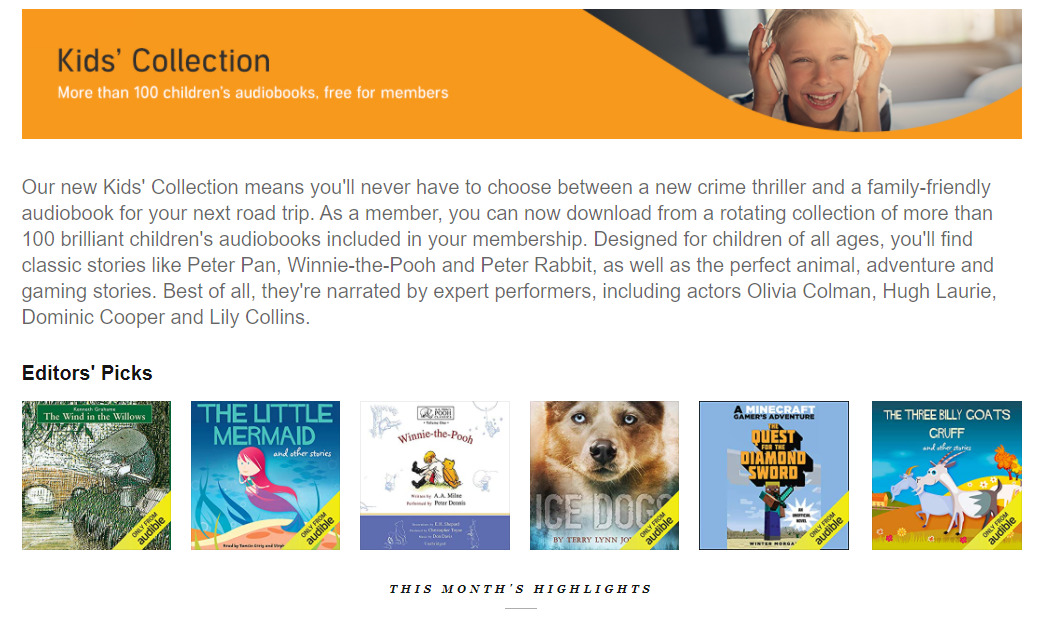 Kids' Collection
More than 100 children's audiobooks, free for members
Our new Kids' Collection means you'll never have to choose between a new crime thriller and a family-friendly
audiobook for your next road trip. As a member, you can now download from a rotating collection of more than
100 brilliant children's audiobooks included in your membership. Designed for children of all ages, you'll find
classic stories like Peter Pan, Winnie-the-Pooh and Peter Rabbit, as well as the perfect animal, adventure and
gaming stories. Best of all, they're narrated by expert performers, including actors Olivia Colman, Hugh Laurie,
Dominic Cooper and Lily Collins.
Editors' Picks
Kenneth Grahame
The Wind in the Willows
ONLY FROM
audible
THE LITTLE
MERMAID
and other stories
Read by
ONLY FROM
audible
POOH
Winnie-the-Pooh
Written by A.A. Milne
Performed by Peter Dennis
ICE DOGS
BY TERRY LYNN
ONLY FROM
audible
A MINECRAFT
GAMER'S ADVENTURE
THE
QUEST
FOR THE
DIAMOND
SWORD
AN
UNOFFICIAL
NOVEL
WINTER
ONLY FROM
audible
THE THREE BILLY GOATS
GRUFF
and other stories
ONLY FROM
audible
THIS MONTH'S HIGHLIGHTS